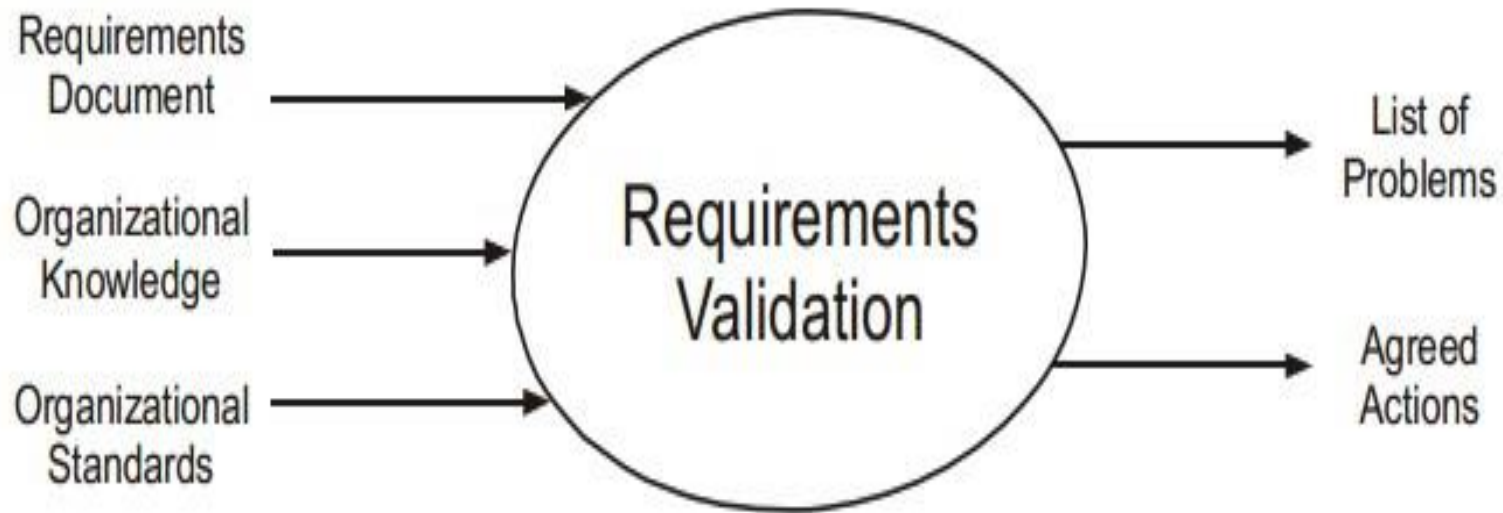 Requirements
Document
Organizational
Knowledge
Organizational
Standards
Requirements
Validation
List of
Problems
Agreed
Actions